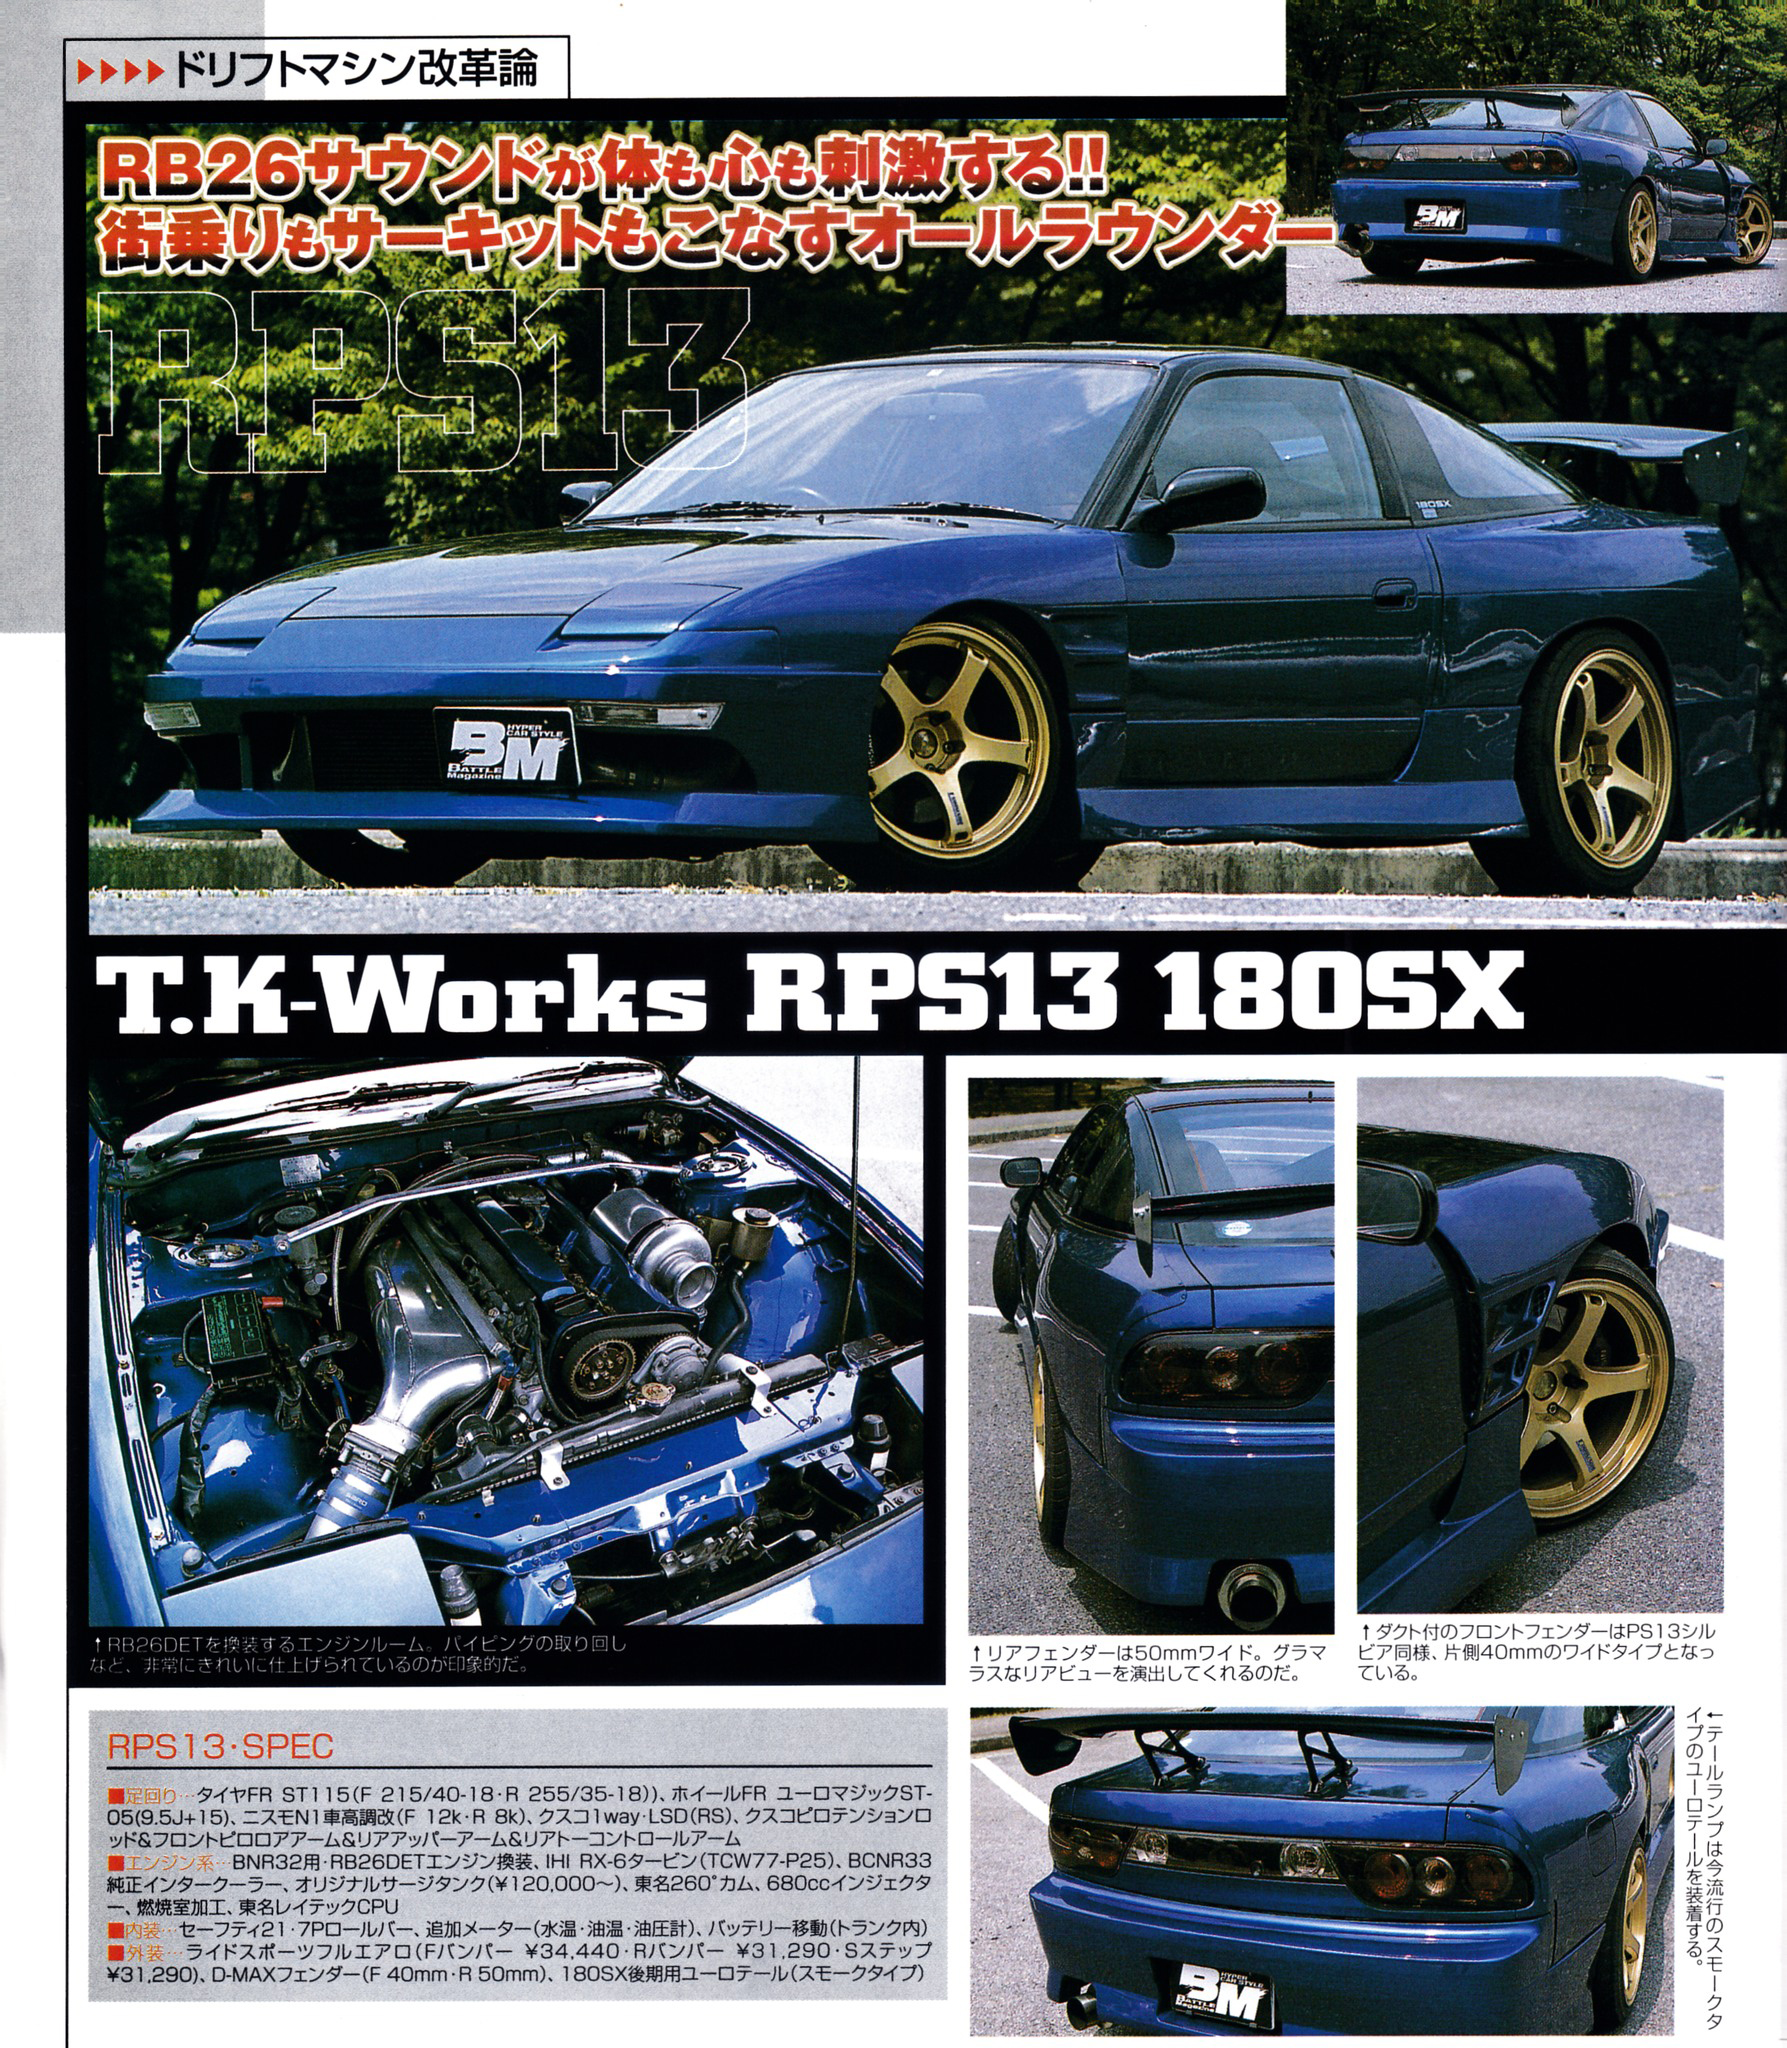 ドリフトマシン改革論
RB26サウンドが体も心も刺激する!!
街乗りもサーキットもこなすオールラウンダー
RPS13
BM
180SX
HYPER
CAR STYLE
BM
BATTLE
Magazine
T.K-Works RPS13 180SX
↑RB26DETを換装するエンジンルーム。パイピングの取り回し
など、非常にきれいに仕上げられているのが印象的だ。
↑リアフェンダーは50mmワイド。グラマ
ラスなリアビューを演出してくれるのだ。
↑ダクト付のフロントフェンダーはPS13シル
ビア同様、片側40mmのワイドタイプとなっ
ている。
RPS13・SPEC
■足回り…タイヤFR ST115(F 215/40-18・R 255/35-18))、ホイールFR ユーロマジックST-
05(9.5J+15)、ニスモN1車高調改(F 12k・R 8k)、クスコ1way・LSD(RS)、クスコピロテンションロ
ッド&フロントピロロアアーム&リアアッパーアーム&リアトーコントロールアーム
■エンジン系…BNR32用・RB26DETエンジン換装、IHI RX-6タービン(TCW77-P25)、BCNR33
純正インタークーラー、オリジナルサージタンク(¥120,000〜)、東名260°カム、680ccインジェクタ
ー、燃焼室加工、東名レイテックCPU
■内装…セーフティ21・7Pロールバー、追加メーター(水温・油温・油圧計)、バッテリー移動(トランク内)
■外装…ライドスポーツフルエアロ(Fバンパー ¥34,440・Rバンパー ¥31,290・Sステップ
¥31,290)、D-MAXフェンダー(F 40mm・R 50mm)、180SX後期用ユーロテール(スモークタイプ)
←テールランプは今流行のスモークタ
イプのユーロテールを装着する。
HYPER
CAR STYLE
BM
BATTLE
Magazine